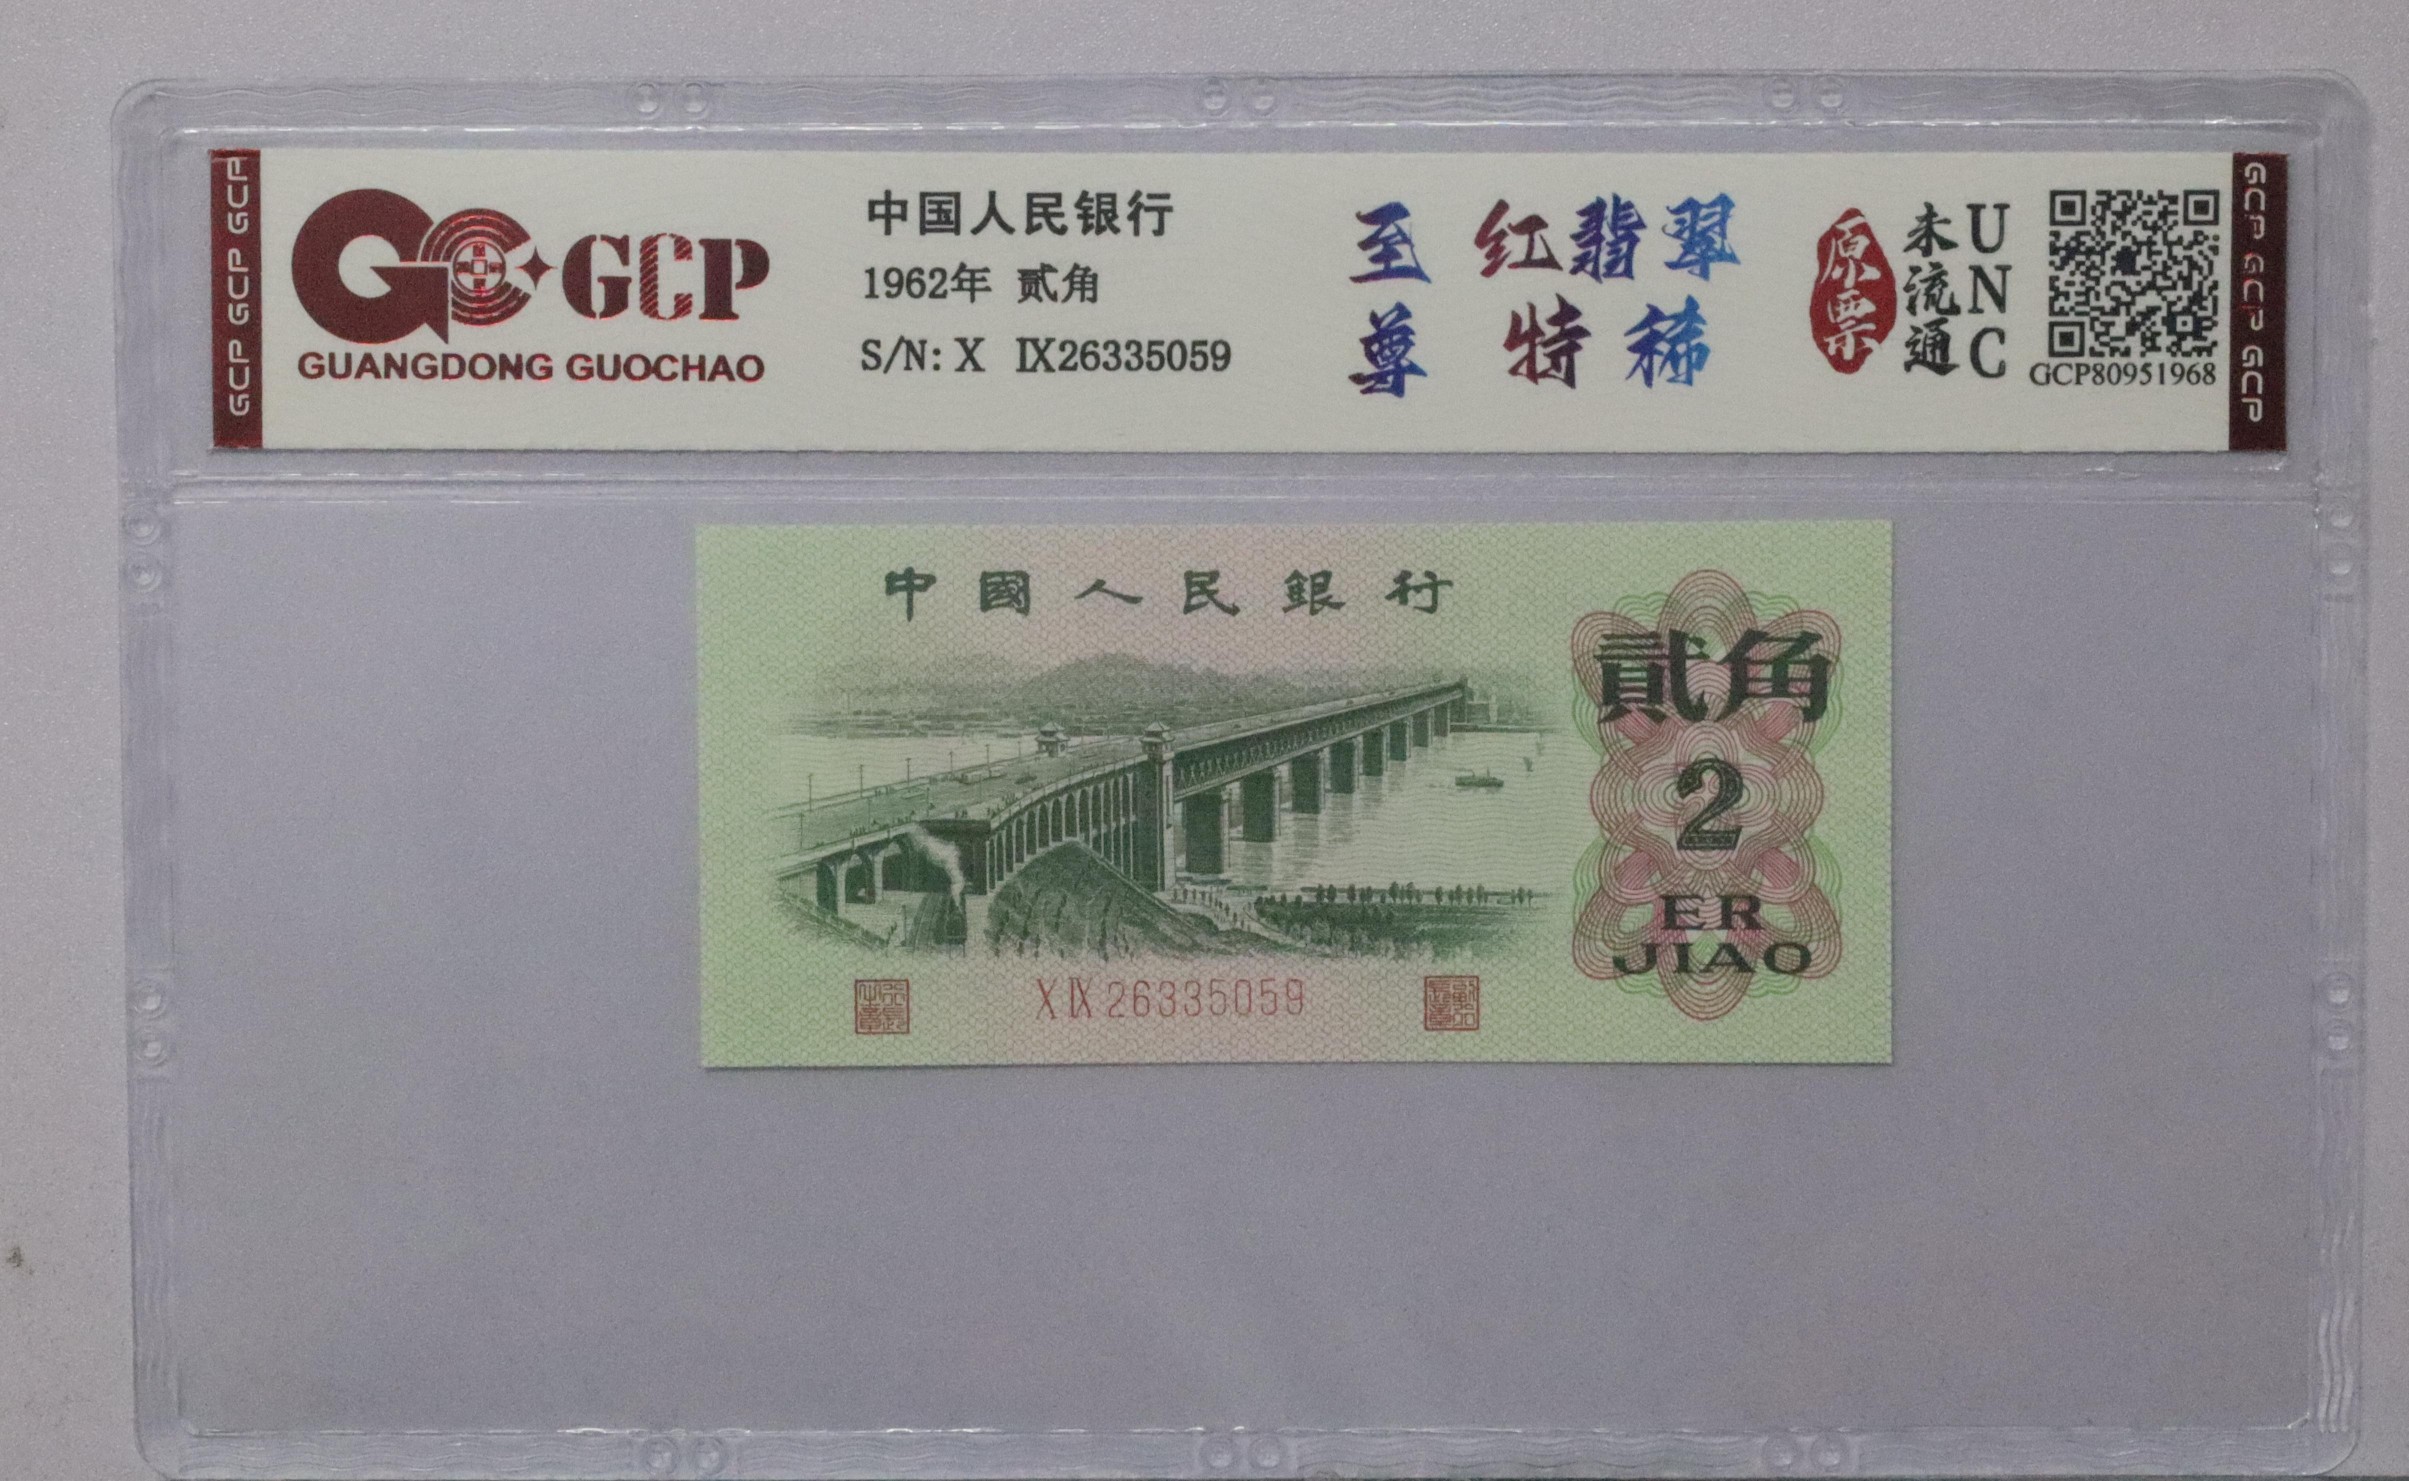 GCP GCP GCP
GCP
GUANGDONG GUOCHAO
中国人民银行
1962年 贰角
S/N: X IX26335059
至尊
红翡翠
特稀
原票
未流通
UNC
GCP80951968
GCP GCP GCP
中國人民銀行
貳角
2
ER
JIAO
X IX 26335059